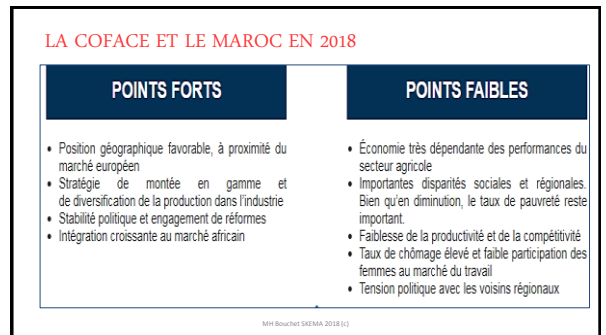 LA COFACE ET LE MAROC EN 2018
POINTS FORTS
• Position géographique favorable, à proximité du
marché européen
• Stratégie de montée en gamme et
de diversification de la production dans l'industrie
• Stabilité politique et engagement de réformes
• Intégration croissante au marché africain
POINTS FAIBLES
• Économie très dépendante des performances du
secteur agricole
• Importantes disparités sociales et régionales.
Bien qu'en diminution, le taux de pauvreté reste
important.
• Faiblesse de la productivité et de la compétitivité
• Taux de chômage élevé et faible participation des
femmes au marché du travail
• Tension politique avec les voisins régionaux
MH Bouchet SKEMA 2018 (c)